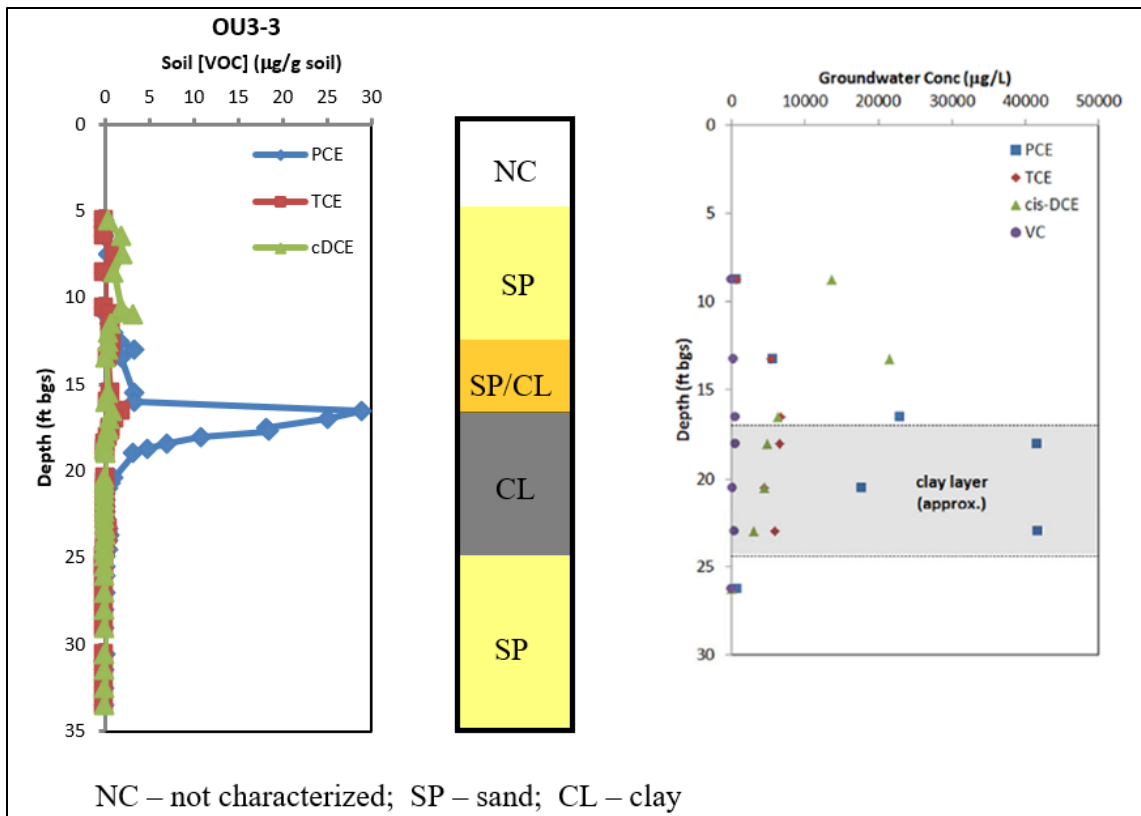 OU3-3
Soil [VOC] (µg/g soil)
0 5 10 15 20 25 30
0
5
10
15
20
25
30
35
Depth (ft bgs)
PCE
TCE
cDCE
NC
SP
SP/CL
CL
SP
Groundwater Conc (µg/L)
0 10000 20000 30000 40000 50000
0
5
10
15
20
25
30
Depth (ft bgs)
PCE
TCE
cis-DCE
VC
clay layer
(approx.)
NC – not characterized; SP – sand; CL – clay